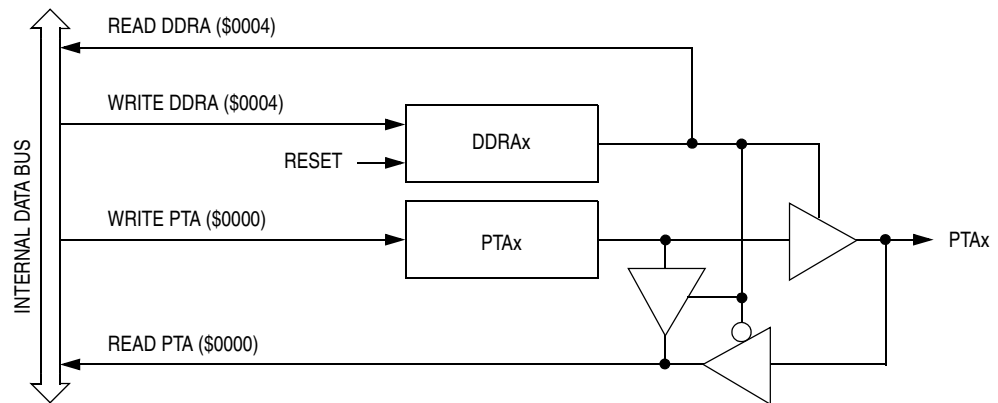 READ DDRA ($0004)
WRITE DDRA ($0004)
DDRAx
RESET
INTERNAL DATA BUS
WRITE PTA ($0000)
PTAx
PTAx
READ PTA ($0000)